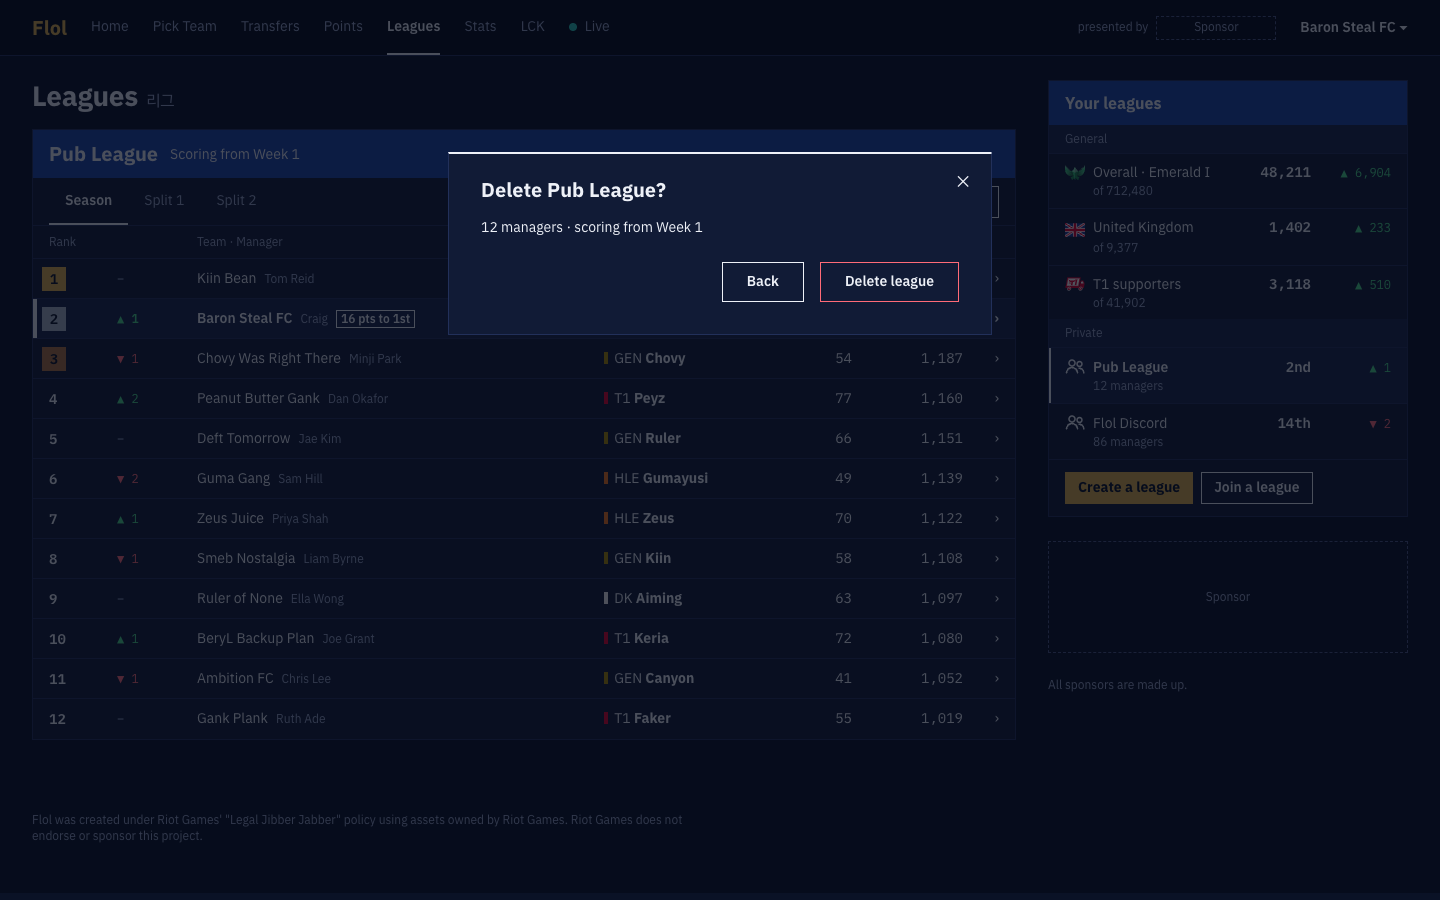 Flol Home Pick Team Transfers Points Leagues Stats LCK Live presented by Sponsor Baron Steal FC
Leagues 리그
Pub League Scoring from Week 1
Season Split 1 Split 2
Rank Team · Manager
1 – Kiin Bean Tom Reid ›
2 ▲ 1 Baron Steal FC Craig 16 pts to 1st ›
3 ▼ 1 Chovy Was Right There Minji Park GEN Chovy 54 1,187 ›
4 ▲ 2 Peanut Butter Gank Dan Okafor T1 Peyz 77 1,160 ›
5 – Deft Tomorrow Jae Kim GEN Ruler 66 1,151 ›
6 ▼ 2 Guma Gang Sam Hill HLE Gumayusi 49 1,139 ›
7 ▲ 1 Zeus Juice Priya Shah HLE Zeus 70 1,122 ›
8 ▼ 1 Smeb Nostalgia Liam Byrne GEN Kiin 58 1,108 ›
9 – Ruler of None Ella Wong DK Aiming 63 1,097 ›
10 ▲ 1 BeryL Backup Plan Joe Grant T1 Keria 72 1,080 ›
11 ▼ 1 Ambition FC Chris Lee GEN Canyon 41 1,052 ›
12 – Gank Plank Ruth Ade T1 Faker 55 1,019 ›
Delete Pub League?
12 managers · scoring from Week 1
Back Delete league
Your leagues
General
Overall · Emerald I 48,211 ▲ 6,904
of 712,480
United Kingdom 1,402 ▲ 233
of 9,377
T1 supporters 3,118 ▲ 510
of 41,902
Private
Pub League 2nd ▲ 1
12 managers
Flol Discord 14th ▼ 2
86 managers
Create a league Join a league
Sponsor
All sponsors are made up.
Flol was created under Riot Games' "Legal Jibber Jabber" policy using assets owned by Riot Games. Riot Games does not
endorse or sponsor this project.